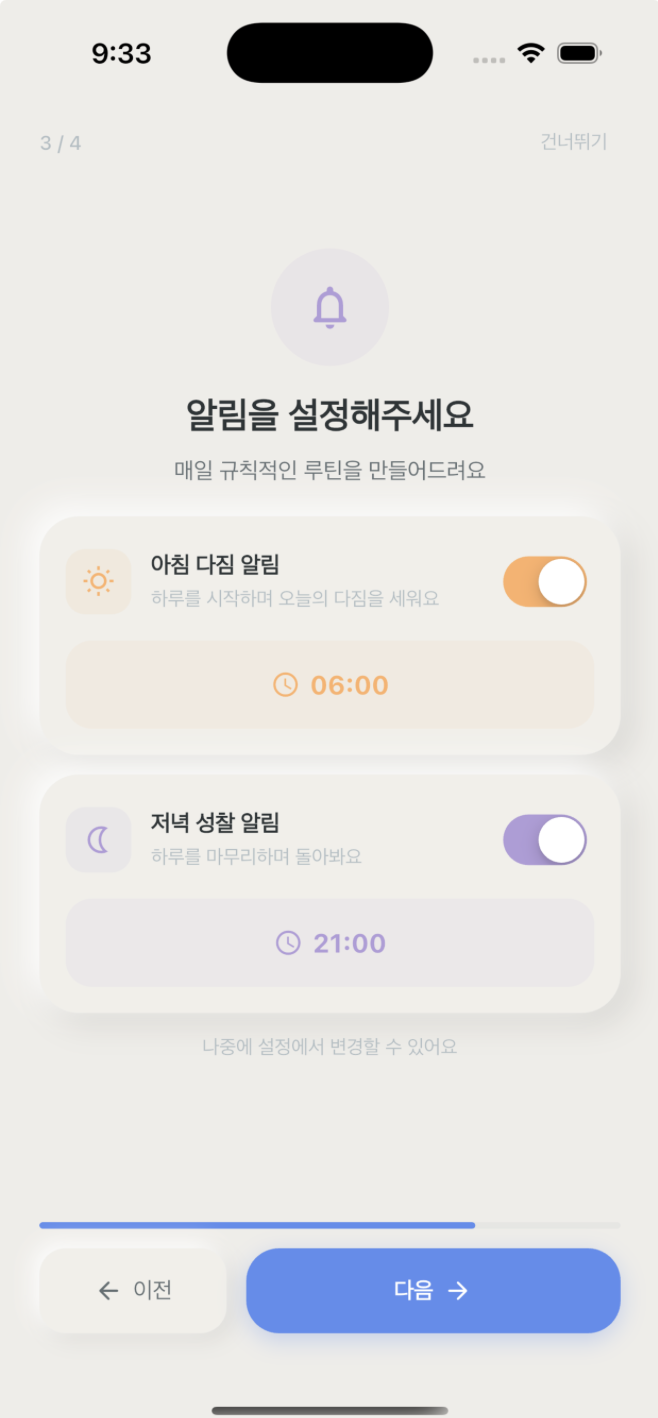 9:33
3 / 4
건너뛰기
알림을 설정해주세요
매일 규칙적인 루틴을 만들어드려요
아침 다짐 알림
하루를 시작하며 오늘의 다짐을 세워요
06:00
저녁 성찰 알림
하루를 마무리하며 돌아봐요
21:00
나중에 설정에서 변경할 수 있어요
← 이전
다음 →